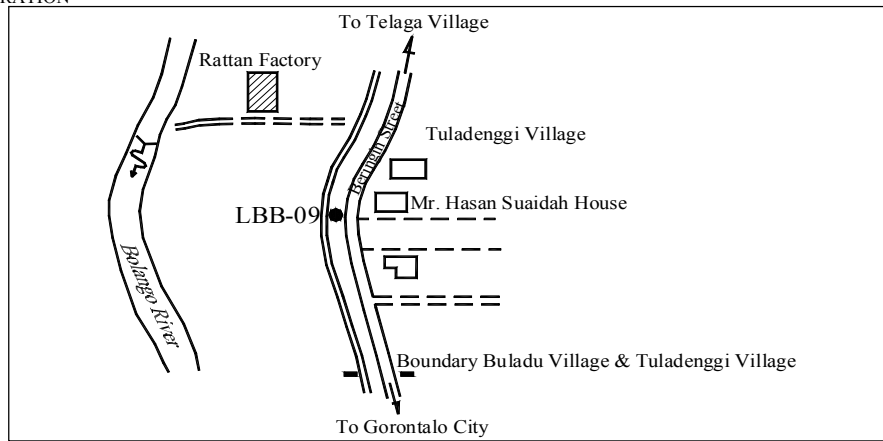 To Telaga Village
Rattan Factory
Tuladenggi Village
Beringin Street
Mr. Hasan Suaidah House
LBB-09
Bolango River
Boundary Buladu Village & Tuladenggi Village
To Gorontalo City